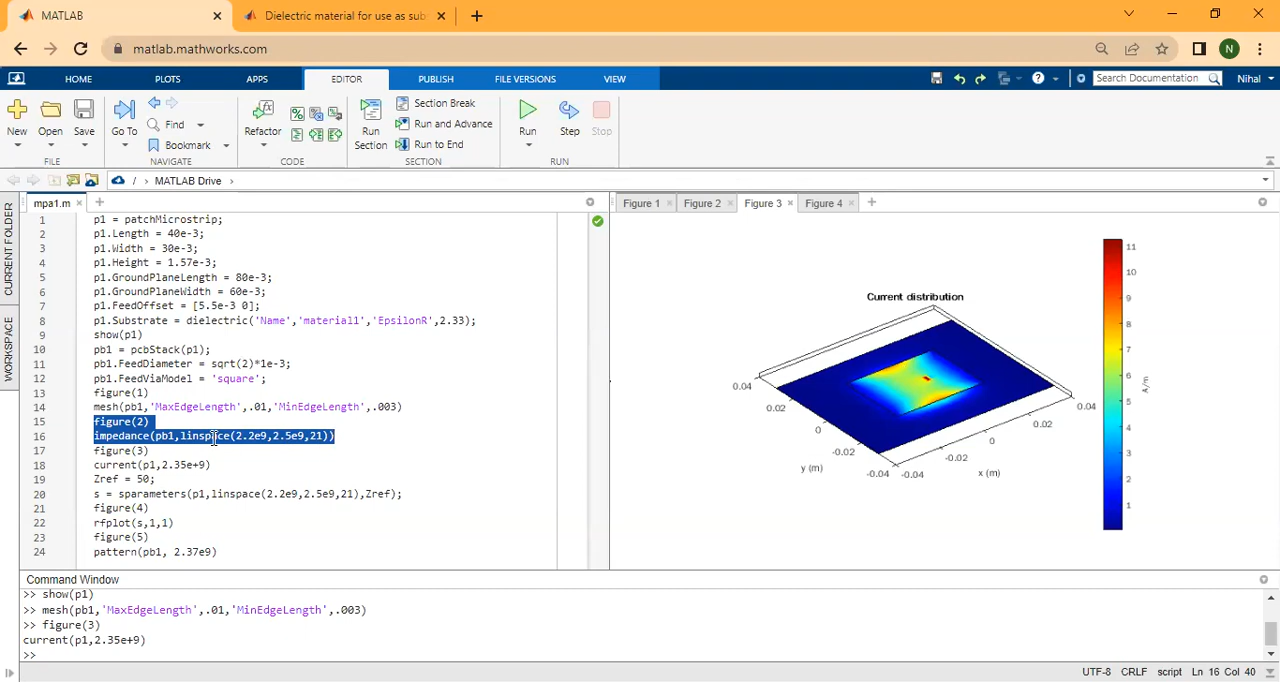 MATLAB
Dielectric material for use as sub
matlab.mathworks.com
N
HOME
PLOTS
APPS
EDITOR
PUBLISH
FILE VERSIONS
VIEW
Search Documentation
Nihal
New
Open
Save
Go To
Find
Bookmark
Refactor
Run
Section
Section Break
Run and Advance
Run to End
Run
Step
Stop
FILE
NAVIGATE
CODE
SECTION
RUN
/ › MATLAB Drive ›
CURRENT FOLDER
WORKSPACE
mpa1.m
1 p1 = patchMicrostrip;
2 p1.Length = 40e-3;
3 p1.Width = 30e-3;
4 p1.Height = 1.57e-3;
5 p1.GroundPlaneLength = 80e-3;
6 p1.GroundPlaneWidth = 60e-3;
7 p1.FeedOffset = [5.5e-3 0];
8 p1.Substrate = dielectric('Name','material1','EpsilonR',2.33);
9 show(p1)
10 pb1 = pcbStack(p1);
11 pb1.FeedDiameter = sqrt(2)*1e-3;
12 pb1.FeedViaModel = 'square';
13 figure(1)
14 mesh(pb1,'MaxEdgeLength',.01,'MinEdgeLength',.003)
15 figure(2)
16 impedance(pb1,linspace(2.2e9,2.5e9,21))
17 figure(3)
18 current(p1,2.35e+9)
19 Zref = 50;
20 s = sparameters(p1,linspace(2.2e9,2.5e9,21),Zref);
21 figure(4)
22 rfplot(s,1,1)
23 figure(5)
24 pattern(pb1, 2.37e9)
Figure 1
Figure 2
Figure 3
Figure 4
Current distribution
0.04
0.02
0
-0.02
-0.04
y (m)
-0.04
-0.02
0
0.02
0.04
x (m)
11
10
9
8
7
6
5
4
3
2
1
A/m
Command Window
>> show(p1)
>> mesh(pb1,'MaxEdgeLength',.01,'MinEdgeLength',.003)
>> figure(3)
current(p1,2.35e+9)
>>
UTF-8
CRLF
script
Ln 16 Col 40